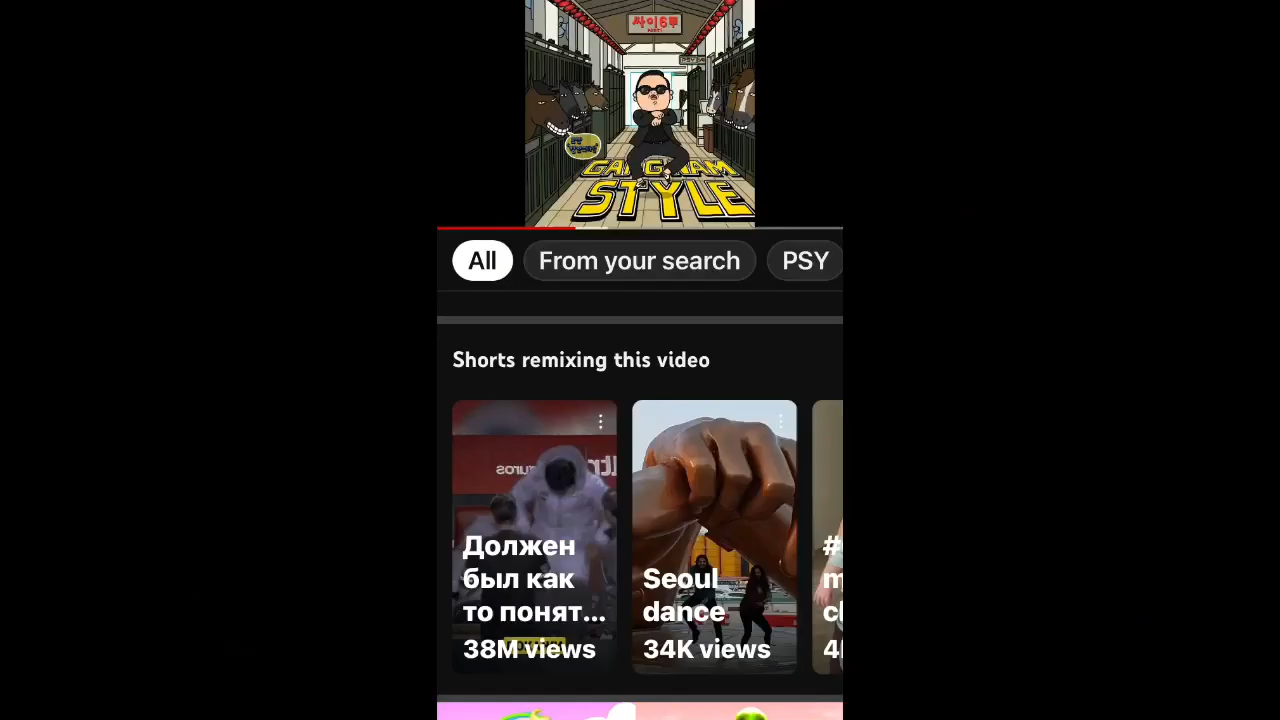 싸이6甲
PART1
GANGNAM
STYLE
All
From your search
PSY
Shorts remixing this video
Должен
был как
то понят...
38M views
Seoul
dance
34K views